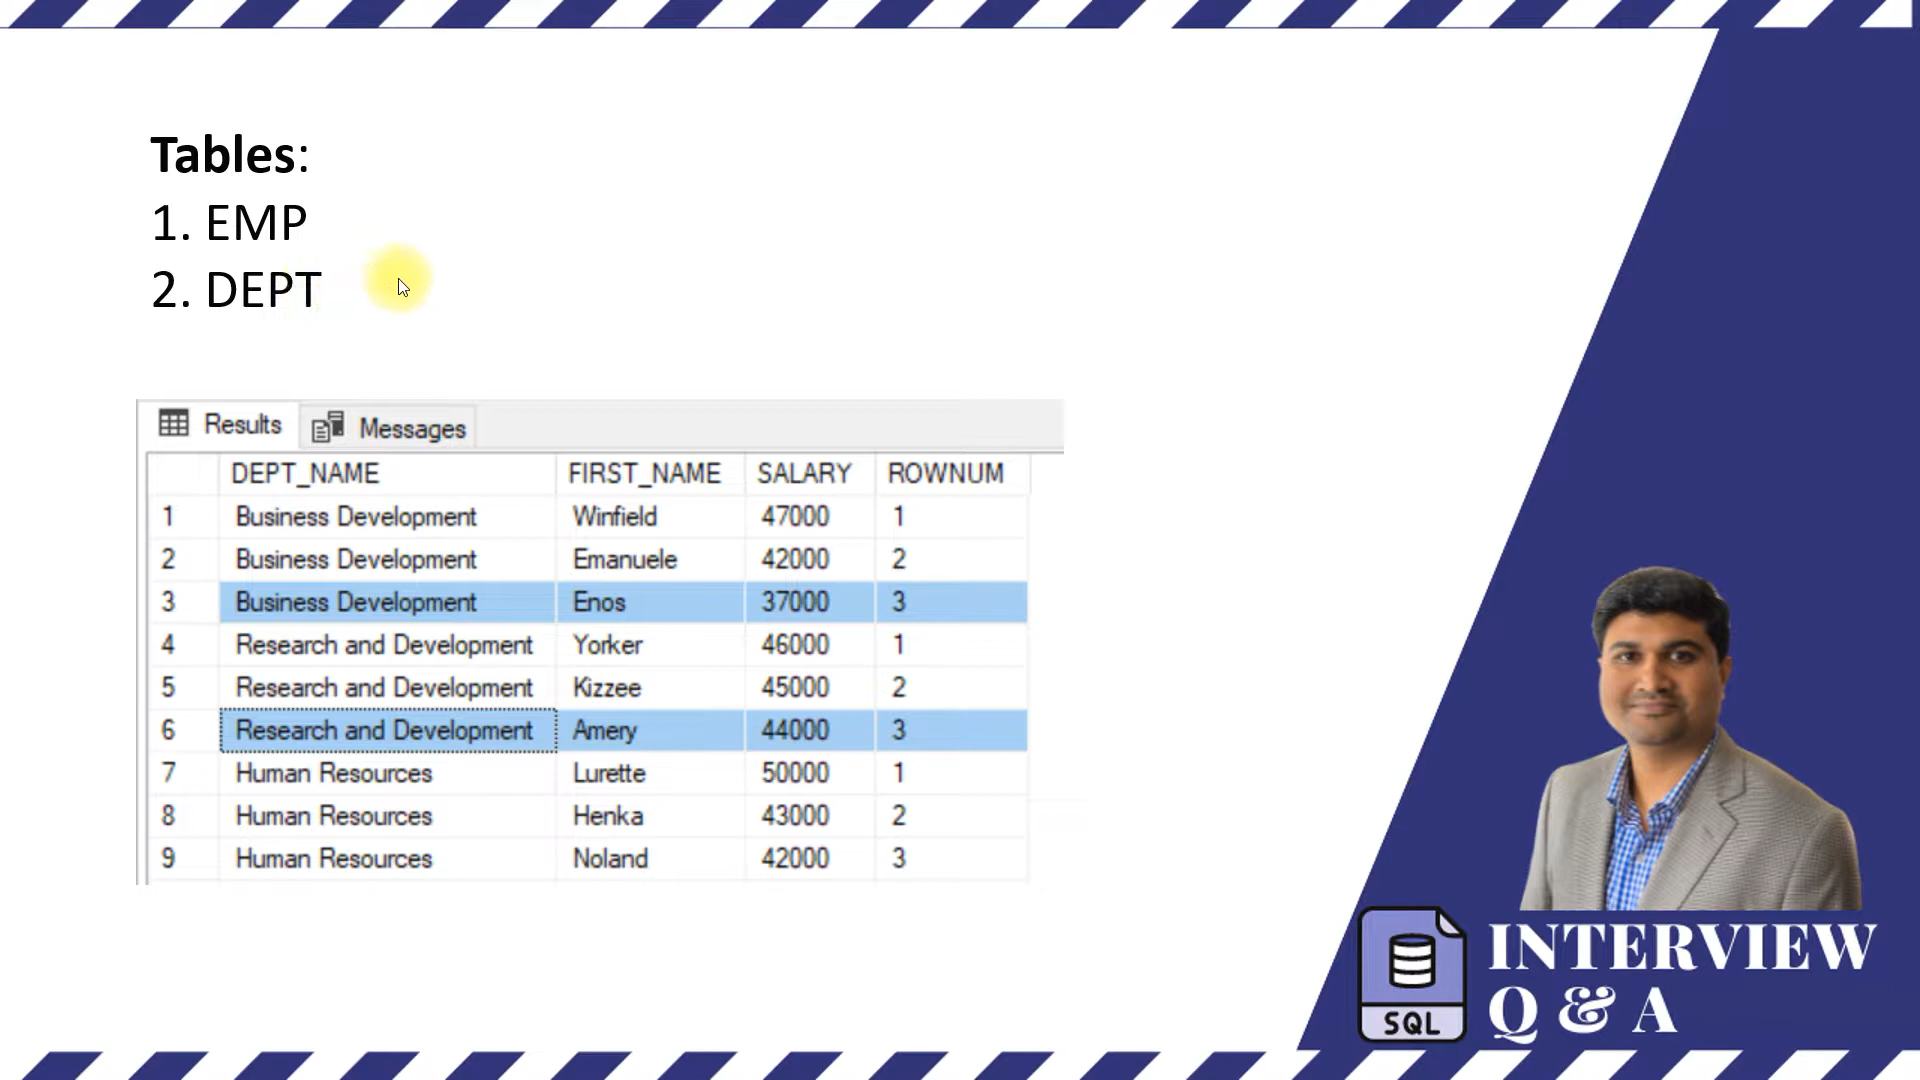 Tables:
1. EMP
2. DEPT
Results Messages
DEPT_NAME FIRST_NAME SALARY ROWNUM
1 Business Development Winfield 47000 1
2 Business Development Emanuele 42000 2
3 Business Development Enos 37000 3
4 Research and Development Yorker 46000 1
5 Research and Development Kizzee 45000 2
6 Research and Development Amery 44000 3
7 Human Resources Lurette 50000 1
8 Human Resources Henka 43000 2
9 Human Resources Noland 42000 3
SQL
INTERVIEW
Q & A